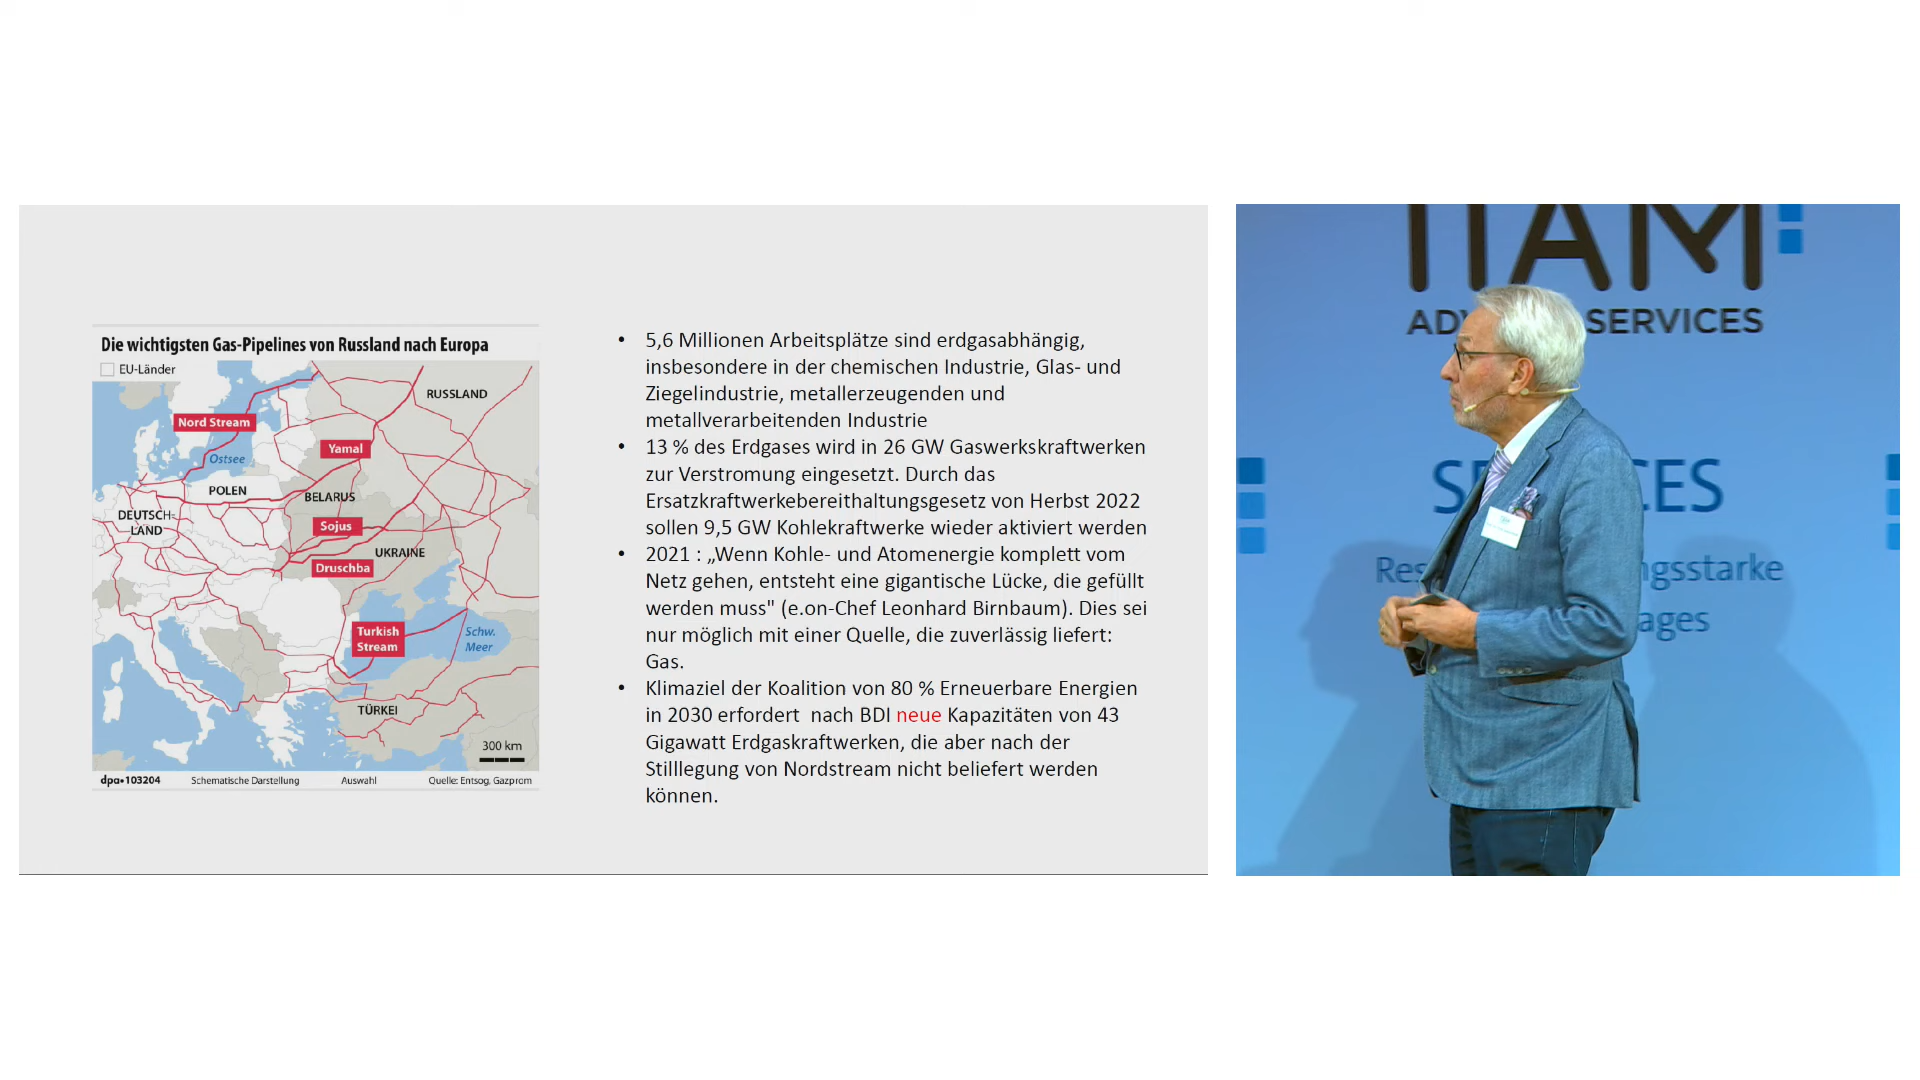 Die wichtigsten Gas-Pipelines von Russland nach Europa
EU-Länder
RUSSLAND
Nord Stream
Yamal
Ostsee
POLEN
BELARUS
DEUTSCH-
LAND
Sojus
UKRAINE
Druschba
Turkish
Stream
Schw.
Meer
TÜRKEI
300 km
dpa•103204 Schematische Darstellung Auswahl Quelle: Entsog, Gazprom
• 5,6 Millionen Arbeitsplätze sind erdgasabhängig,
insbesondere in der chemischen Industrie, Glas- und
Ziegelindustrie, metallerzeugenden und
metallverarbeitenden Industrie
• 13 % des Erdgases wird in 26 GW Gaswerkskraftwerken
zur Verstromung eingesetzt. Durch das
Ersatzkraftwerkebereithaltungsgesetz von Herbst 2022
sollen 9,5 GW Kohlekraftwerke wieder aktiviert werden
• 2021 : „Wenn Kohle- und Atomenergie komplett vom
Netz gehen, entsteht eine gigantische Lücke, die gefüllt
werden muss" (e.on-Chef Leonhard Birnbaum). Dies sei
nur möglich mit einer Quelle, die zuverlässig liefert:
Gas.
• Klimaziel der Koalition von 80 % Erneuerbare Energien
in 2030 erfordert nach BDI neue Kapazitäten von 43
Gigawatt Erdgaskraftwerken, die aber nach der
Stilllegung von Nordstream nicht beliefert werden
können.
SERVICES